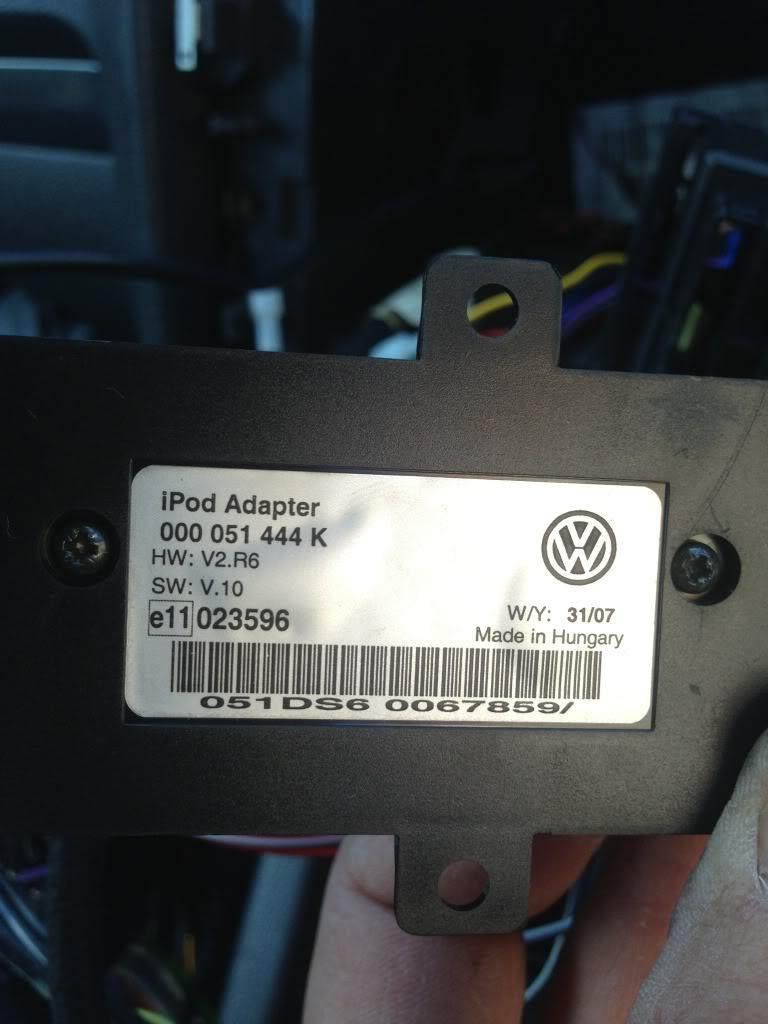 iPod Adapter
000 051 444 K
HW: V2.R6
SW: V.10
e11 023596
W/Y: 31/07
Made in Hungary
051DS6 0067859/